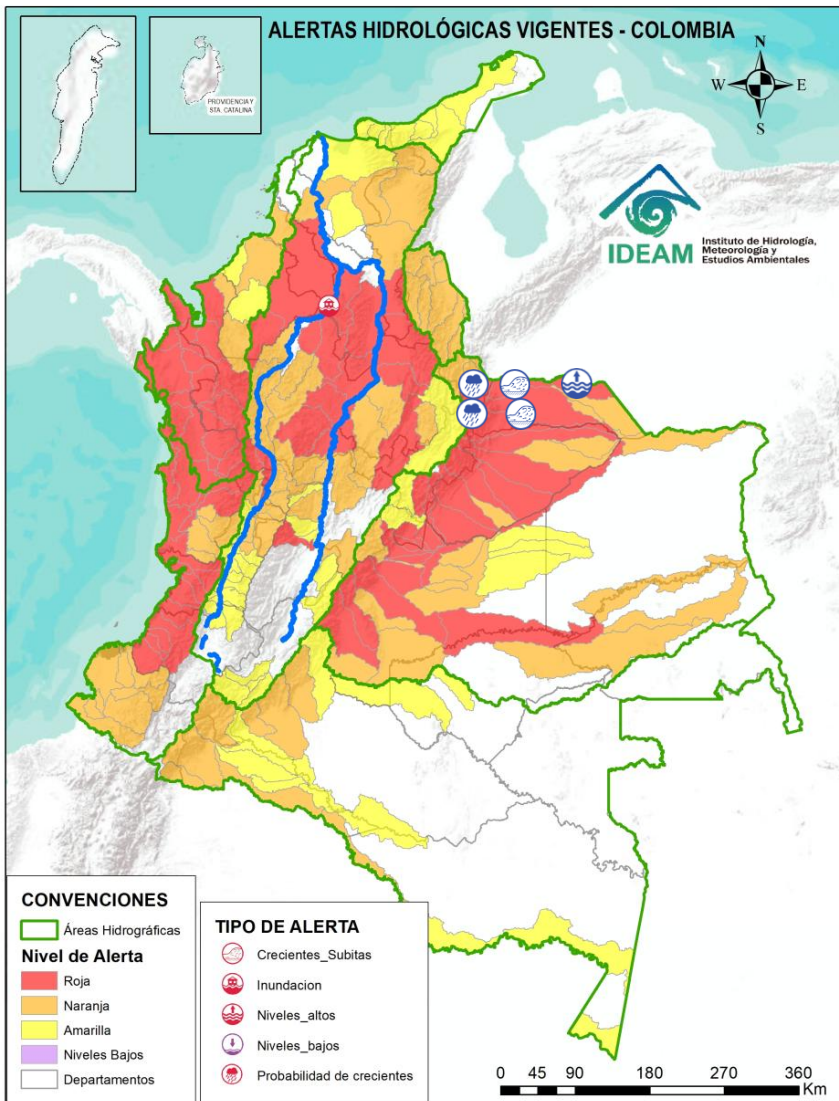 ALERTAS HIDROLÓGICAS VIGENTES - COLOMBIA
PROVIDENCIA Y
STA. CATALINA
N
W
E
S
IDEAM
Instituto de Hidrología,
Meteorología y
Estudios Ambientales
CONVENCIONES
Áreas Hidrográficas
Nivel de Alerta
Roja
Naranja
Amarilla
Niveles Bajos
Departamentos
TIPO DE ALERTA
Crecientes_Subitas
Inundacion
Niveles_altos
Niveles_bajos
Probabilidad de crecientes
0 45 90 180 270 360
Km